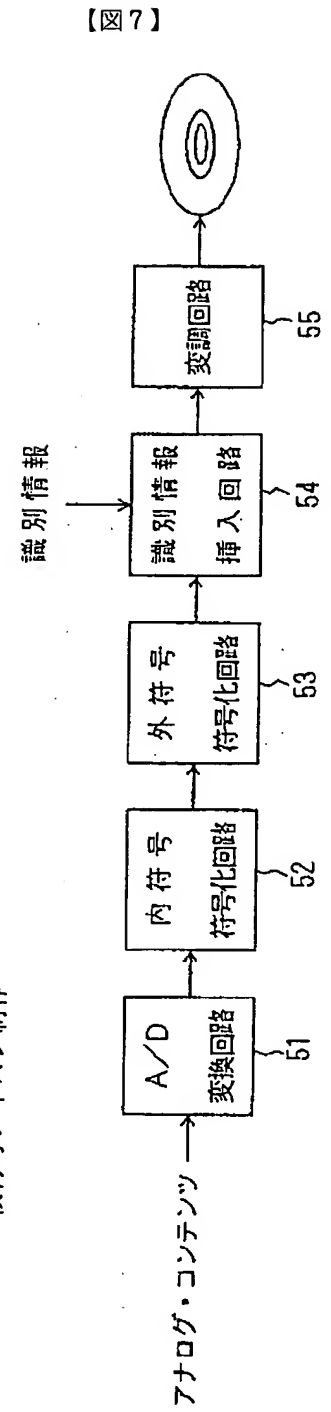 【図7】
アナログ・コンテンツ
A/D
変換回路
51
内符号
符号化回路
52
外符号
符号化回路
53
識別情報
識別情報
挿入回路
54
変調回路
55